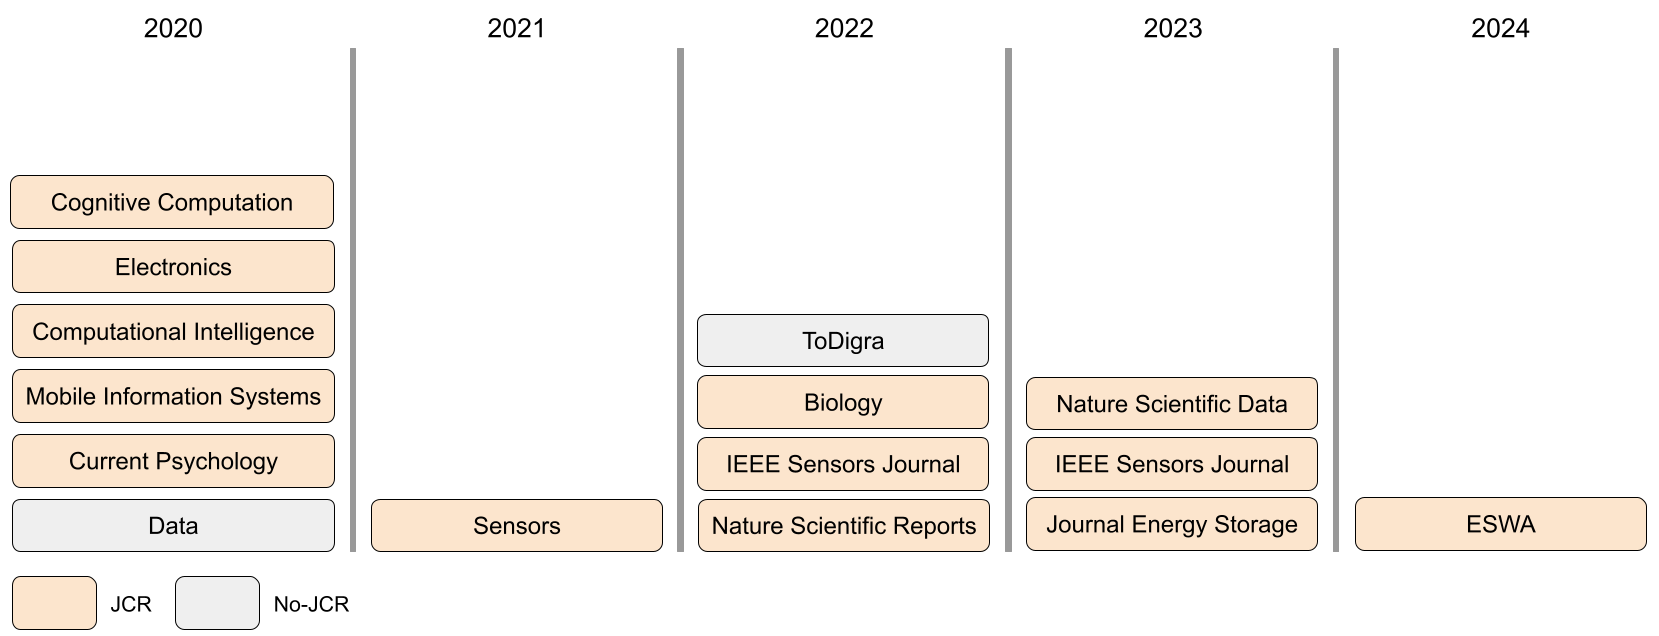 2020
2021
2022
2023
2024
Cognitive Computation
Electronics
Computational Intelligence
Mobile Information Systems
Current Psychology
Data
Sensors
ToDigra
Biology
IEEE Sensors Journal
Nature Scientific Reports
Nature Scientific Data
IEEE Sensors Journal
Journal Energy Storage
ESWA
JCR
No-JCR